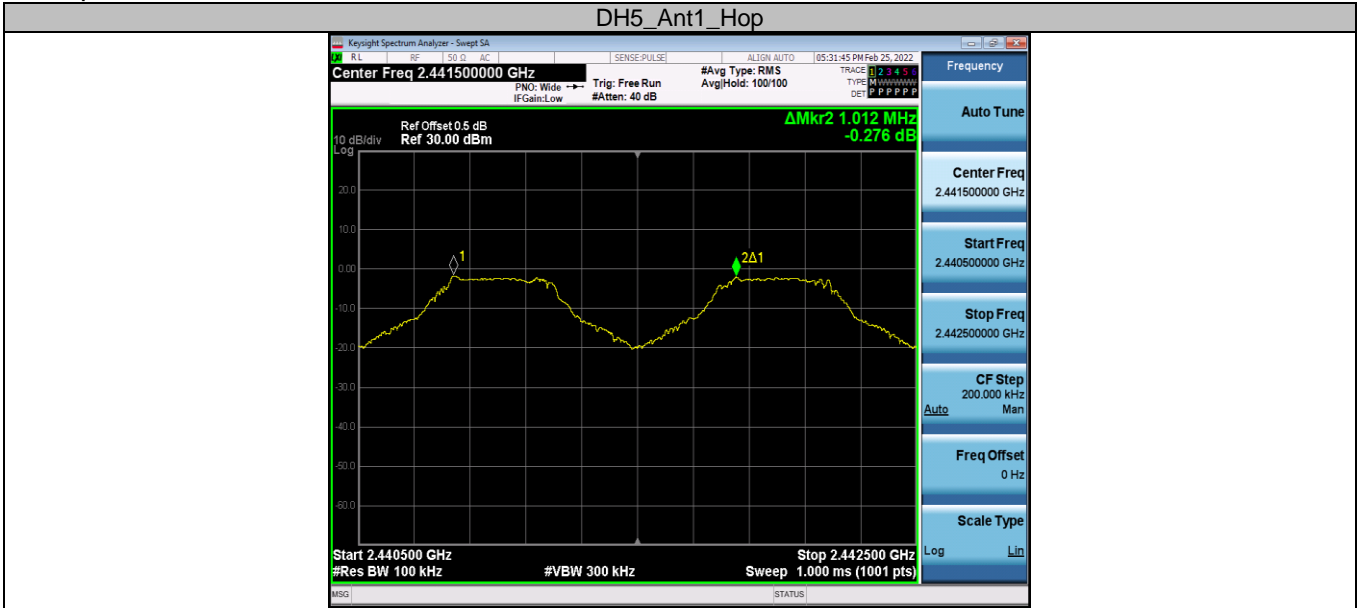 DH5_Ant1_Hop
Keysight Spectrum Analyzer - Swept SA
RL RF 50 Ω AC SENSE:PULSE ALIGN AUTO 05:31:45 PM Feb 25, 2022
Center Freq 2.441500000 GHz
PNO: Wide
IFGain:Low
Trig: Free Run
#Atten: 40 dB
#Avg Type: RMS
Avg|Hold: 100/100
TRACE 1 2 3 4 5 6
TYPE M WWWWW
DET P P P P P P
Frequency
ΔMkr2 1.012 MHz
-0.276 dB
Ref Offset 0.5 dB
10 dB/div Ref 30.00 dBm
Log
20.0
10.0
0.00
-10.0
-20.0
-30.0
-40.0
-50.0
-60.0
1
2Δ1
Start 2.440500 GHz Stop 2.442500 GHz
#Res BW 100 kHz #VBW 300 kHz Sweep 1.000 ms (1001 pts)
MSG STATUS
Auto Tune
Center Freq
2.441500000 GHz
Start Freq
2.440500000 GHz
Stop Freq
2.442500000 GHz
CF Step
200.000 kHz
Auto Man
Freq Offset
0 Hz
Scale Type
Log Lin